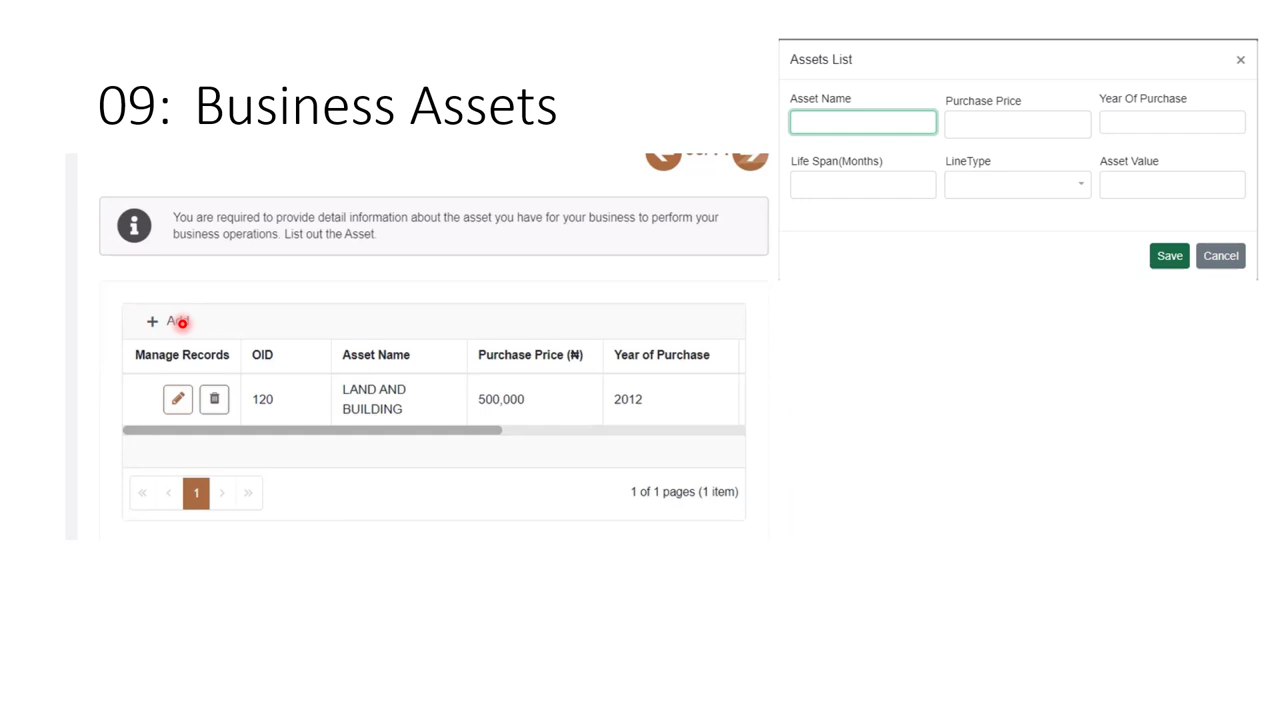 09: Business Assets
You are required to provide detail information about the asset you have for your business to perform your
business operations. List out the Asset.
+ Add
Manage Records OID Asset Name Purchase Price (₦) Year of Purchase
120 LAND AND BUILDING 500,000 2012
« ‹ 1 › »
1 of 1 pages (1 item)
Assets List ×
Asset Name Purchase Price Year Of Purchase
Life Span(Months) LineType Asset Value
Save Cancel